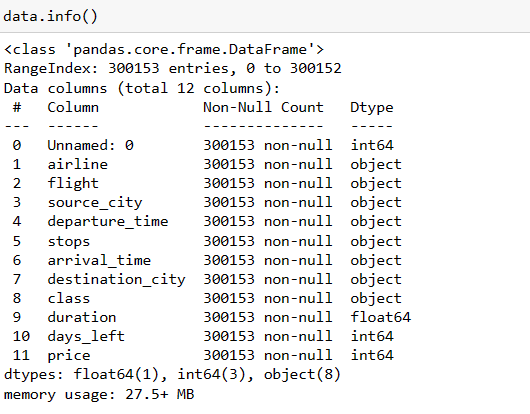 data.info()
<class 'pandas.core.frame.DataFrame'>
RangeIndex: 300153 entries, 0 to 300152
Data columns (total 12 columns):
 #   Column            Non-Null Count   Dtype
---  ------            --------------   -----
 0   Unnamed: 0        300153 non-null  int64
 1   airline           300153 non-null  object
 2   flight            300153 non-null  object
 3   source_city       300153 non-null  object
 4   departure_time    300153 non-null  object
 5   stops             300153 non-null  object
 6   arrival_time      300153 non-null  object
 7   destination_city  300153 non-null  object
 8   class             300153 non-null  object
 9   duration          300153 non-null  float64
 10  days_left         300153 non-null  int64
 11  price             300153 non-null  int64
dtypes: float64(1), int64(3), object(8)
memory usage: 27.5+ MB